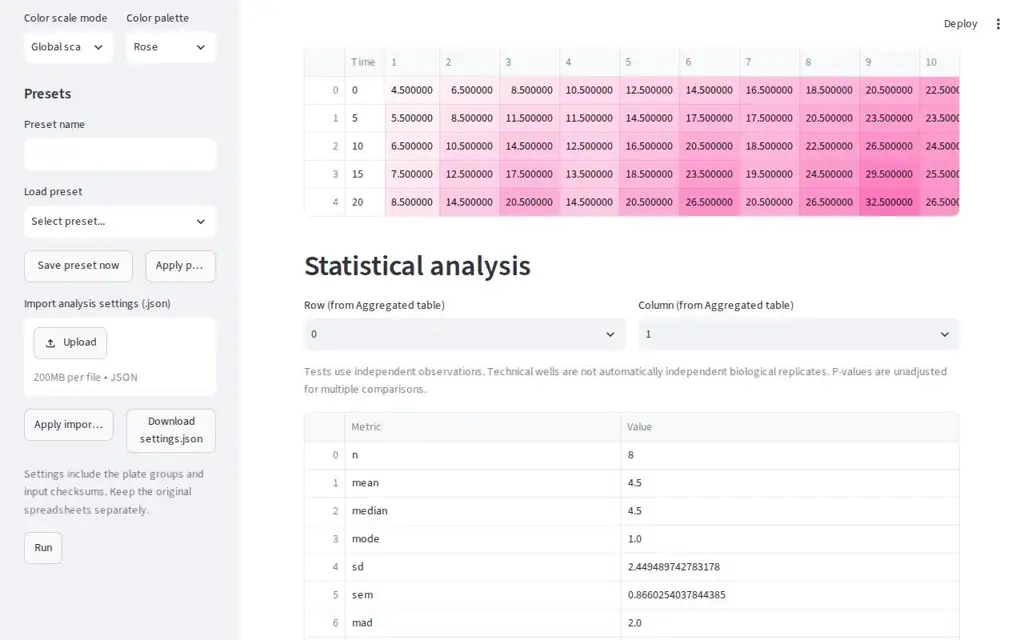 Color scale mode Color palette
Global sca Rose
Presets
Preset name
Load preset
Select preset...
Save preset now Apply p...
Import analysis settings (.json)
Upload
200MB per file • JSON
Apply impor... Download settings.json
Settings include the plate groups and
input checksums. Keep the original
spreadsheets separately.
Run
Deploy
Time 1 2 3 4 5 6 7 8 9 10
0 0 4.500000 6.500000 8.500000 10.500000 12.500000 14.500000 16.500000 18.500000 20.500000 22.5000
1 5 5.500000 8.500000 11.500000 11.500000 14.500000 17.500000 17.500000 20.500000 23.500000 23.5000
2 10 6.500000 10.500000 14.500000 12.500000 16.500000 20.500000 18.500000 22.500000 26.500000 24.5000
3 15 7.500000 12.500000 17.500000 13.500000 18.500000 23.500000 19.500000 24.500000 29.500000 25.5000
4 20 8.500000 14.500000 20.500000 14.500000 20.500000 26.500000 20.500000 26.500000 32.500000 26.5000
Statistical analysis
Row (from Aggregated table) Column (from Aggregated table)
0 1
Tests use independent observations. Technical wells are not automatically independent biological replicates. P-values are unadjusted
for multiple comparisons.
Metric Value
0 n 8
1 mean 4.5
2 median 4.5
3 mode 1.0
4 sd 2.449489742783178
5 sem 0.8660254037844385
6 mad 2.0